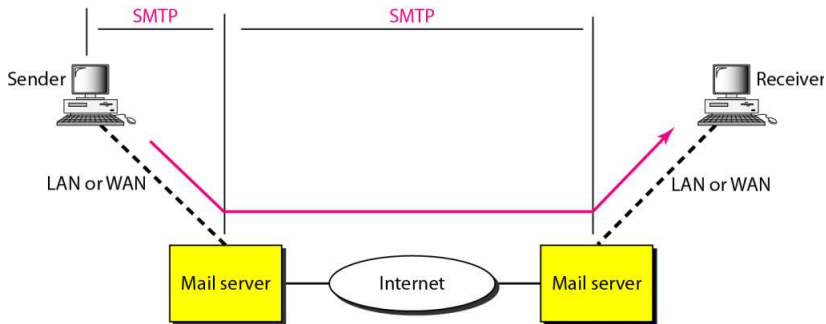 SMTP
SMTP
Sender
Receiver
LAN or WAN
LAN or WAN
Mail server
Internet
Mail server